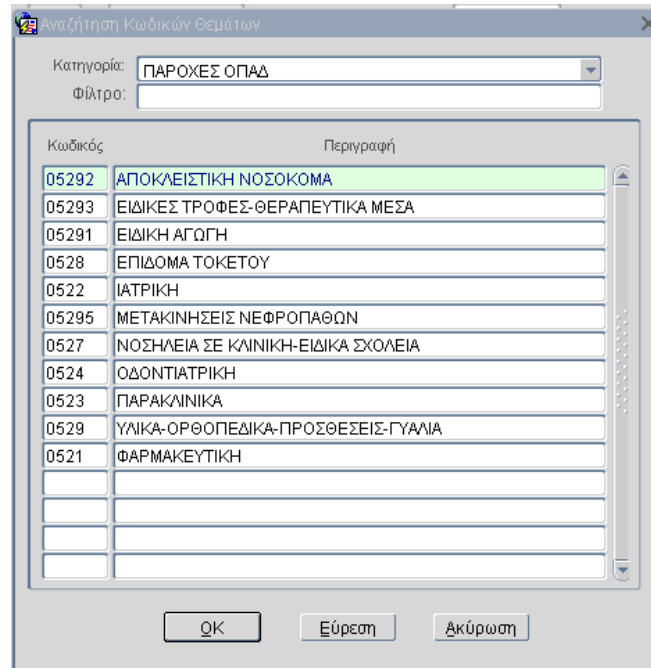 Αναζήτηση Κωδικών Θεμάτων
Κατηγορία: ΠΑΡΟΧΕΣ ΟΠΑΔ
Φίλτρο:
Κωδικός Περιγραφή
05292 ΑΠΟΚΛΕΙΣΤΙΚΗ ΝΟΣΟΚΟΜΑ
05293 ΕΙΔΙΚΕΣ ΤΡΟΦΕΣ-ΘΕΡΑΠΕΥΤΙΚΑ ΜΕΣΑ
05291 ΕΙΔΙΚΗ ΑΓΩΓΗ
0528 ΕΠΙΔΟΜΑ ΤΟΚΕΤΟΥ
0522 ΙΑΤΡΙΚΗ
05295 ΜΕΤΑΚΙΝΗΣΕΙΣ ΝΕΦΡΟΠΑΘΩΝ
0527 ΝΟΣΗΛΕΙΑ ΣΕ ΚΛΙΝΙΚΗ-ΕΙΔΙΚΑ ΣΧΟΛΕΙΑ
0524 ΟΔΟΝΤΙΑΤΡΙΚΗ
0523 ΠΑΡΑΚΛΙΝΙΚΑ
0529 ΥΛΙΚΑ-ΟΡΘΟΠΕΔΙΚΑ-ΠΡΟΣΘΕΣΕΙΣ-ΓΥΑΛΙΑ
0521 ΦΑΡΜΑΚΕΥΤΙΚΗ
OK Εύρεση Ακύρωση